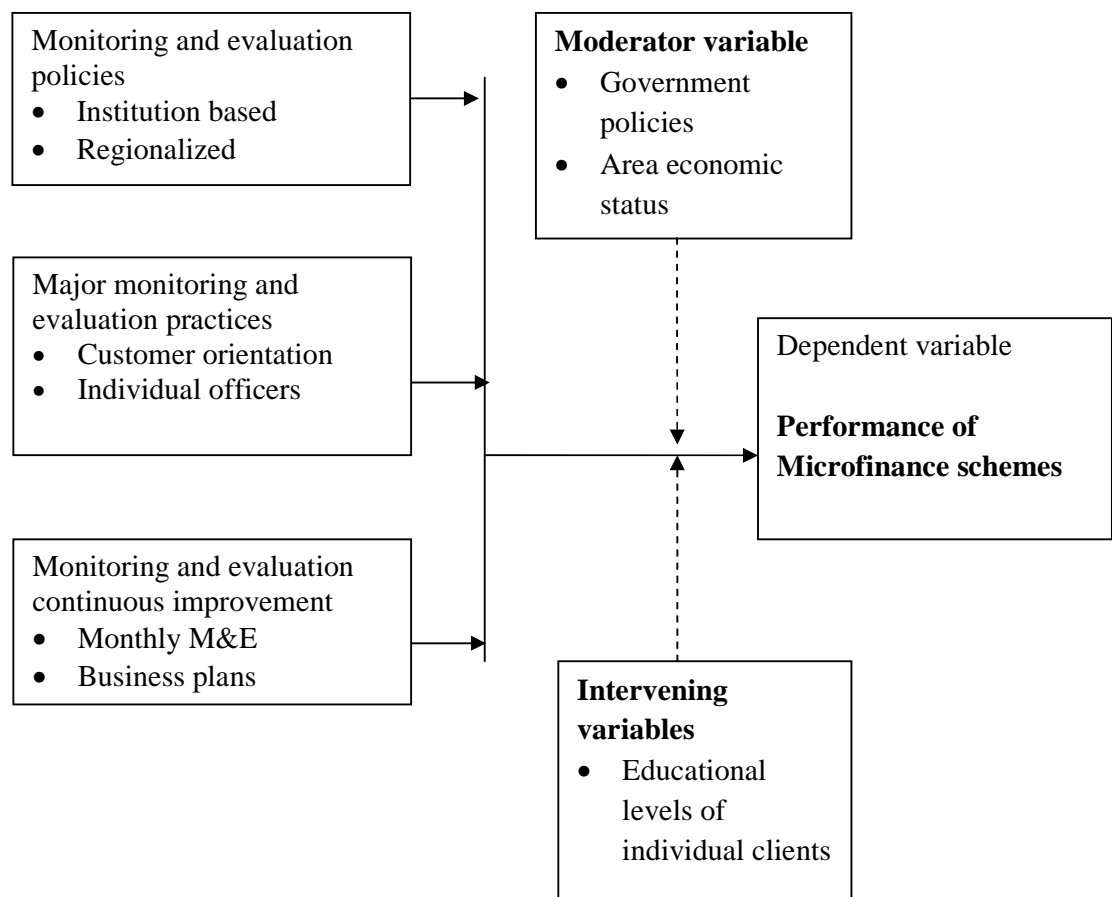 Monitoring and evaluation
policies
• Institution based
• Regionalized
Major monitoring and
evaluation practices
• Customer orientation
• Individual officers
Monitoring and evaluation
continuous improvement
• Monthly M&E
• Business plans
Moderator variable
• Government
policies
• Area economic
status
Dependent variable
Performance of
Microfinance schemes
Intervening
variables
• Educational
levels of
individual clients